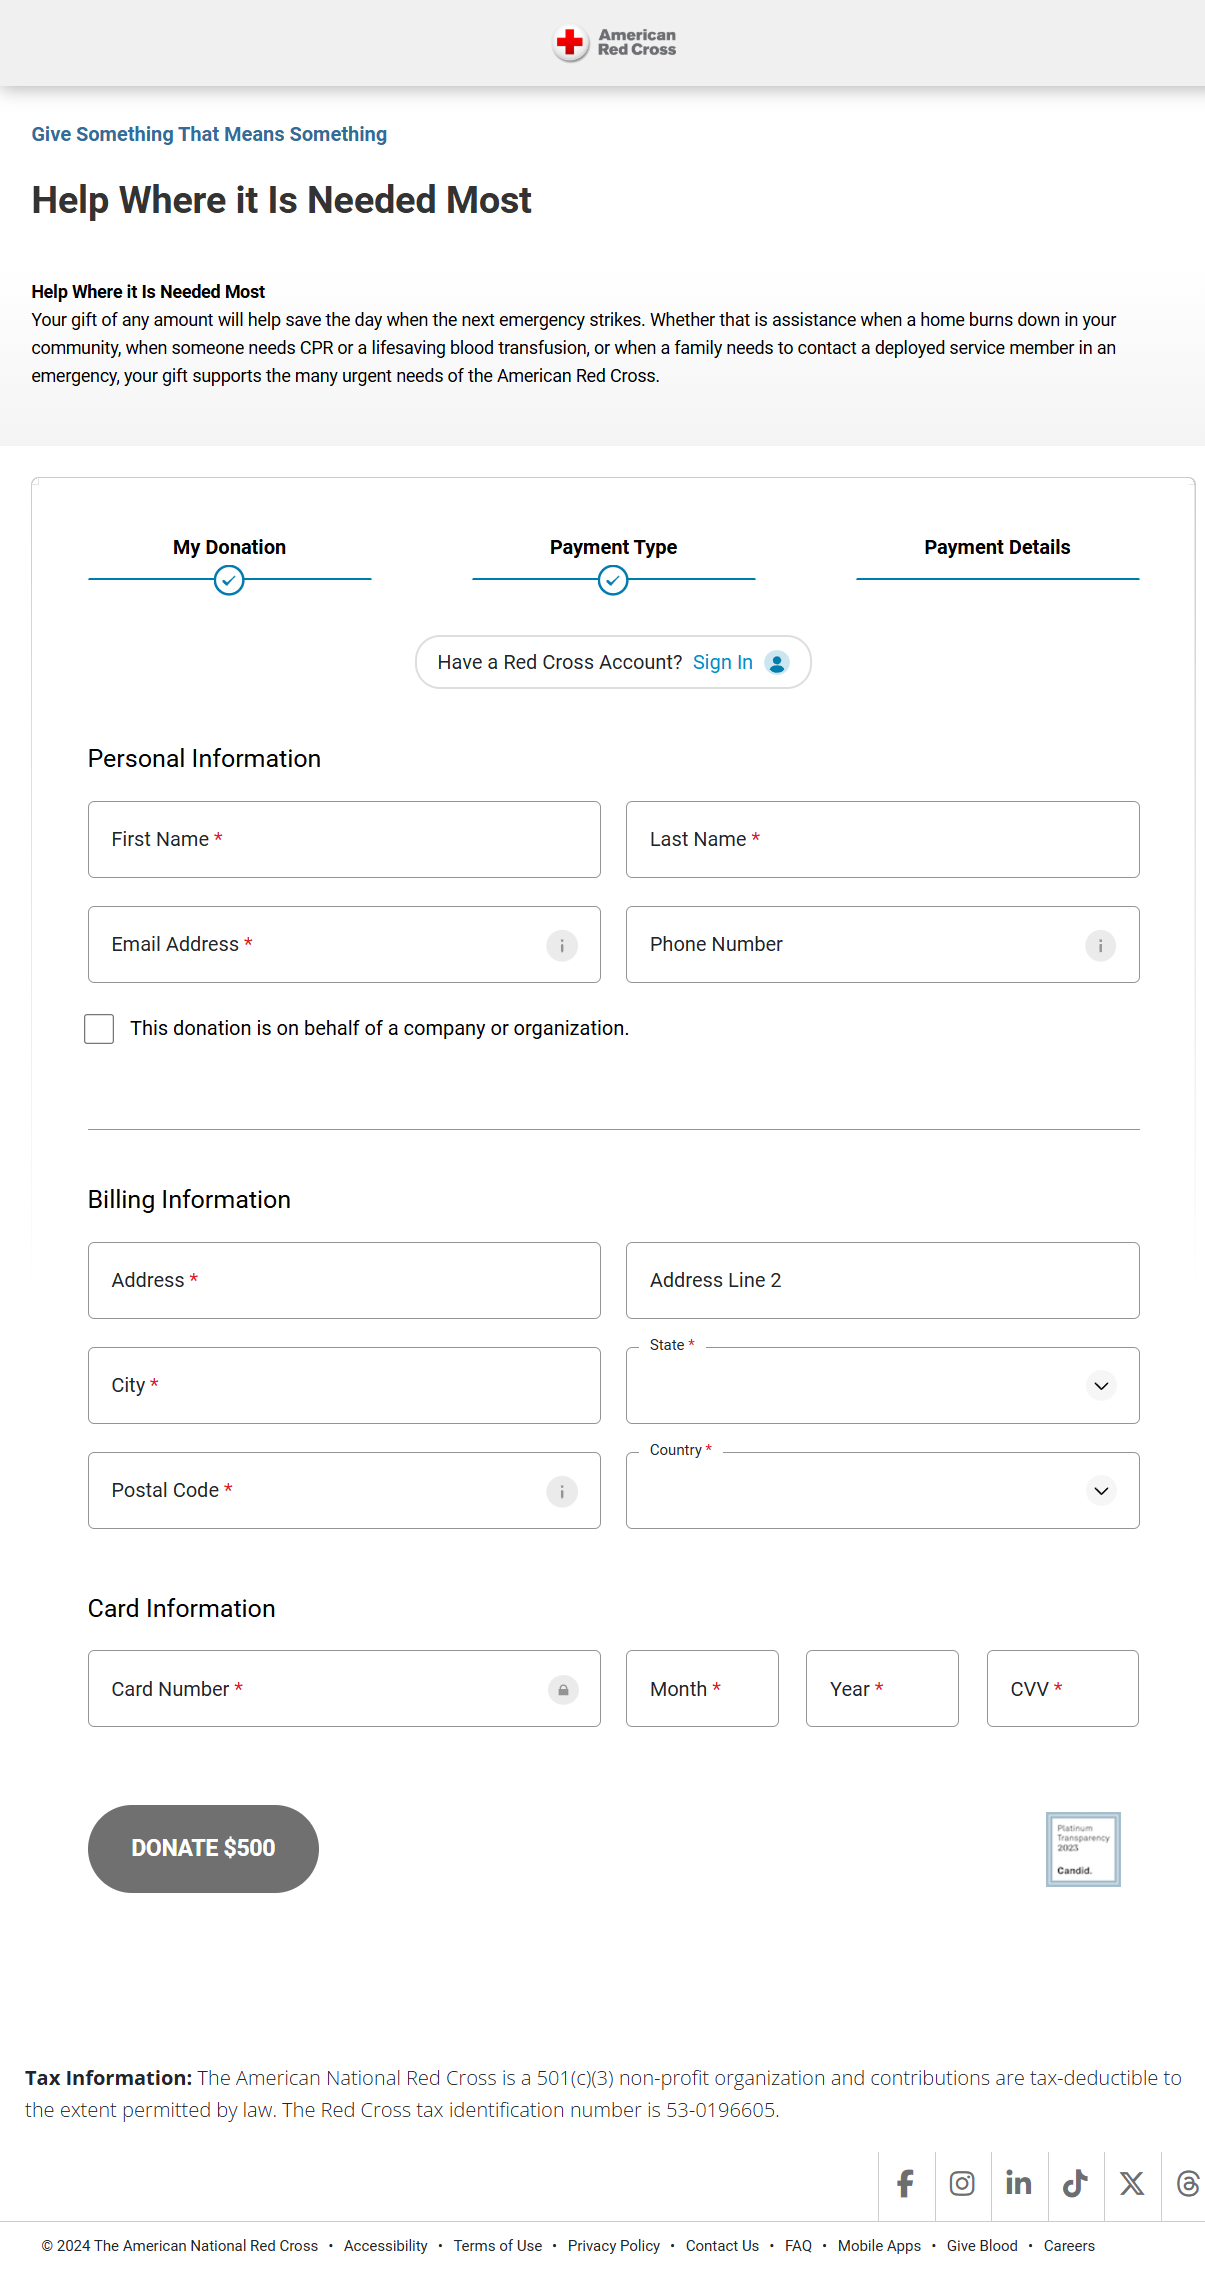 American
Red Cross
Give Something That Means Something
Help Where it Is Needed Most
Help Where it Is Needed Most
Your gift of any amount will help save the day when the next emergency strikes. Whether that is assistance when a home burns down in your
community, when someone needs CPR or a lifesaving blood transfusion, or when a family needs to contact a deployed service member in an
emergency, your gift supports the many urgent needs of the American Red Cross.
My Donation
Payment Type
Payment Details
Have a Red Cross Account? Sign In
Personal Information
First Name *
Last Name *
Email Address *
Phone Number
This donation is on behalf of a company or organization.
Billing Information
Address *
Address Line 2
City *
State *
Postal Code *
Country *
Card Information
Card Number *
Month *
Year *
CVV *
DONATE $500
Platinum
Transparency
2023
Candid.
Tax Information: The American National Red Cross is a 501(c)(3) non-profit organization and contributions are tax-deductible to
the extent permitted by law. The Red Cross tax identification number is 53-0196605.
© 2024 The American National Red Cross • Accessibility • Terms of Use • Privacy Policy • Contact Us • FAQ • Mobile Apps • Give Blood • Careers